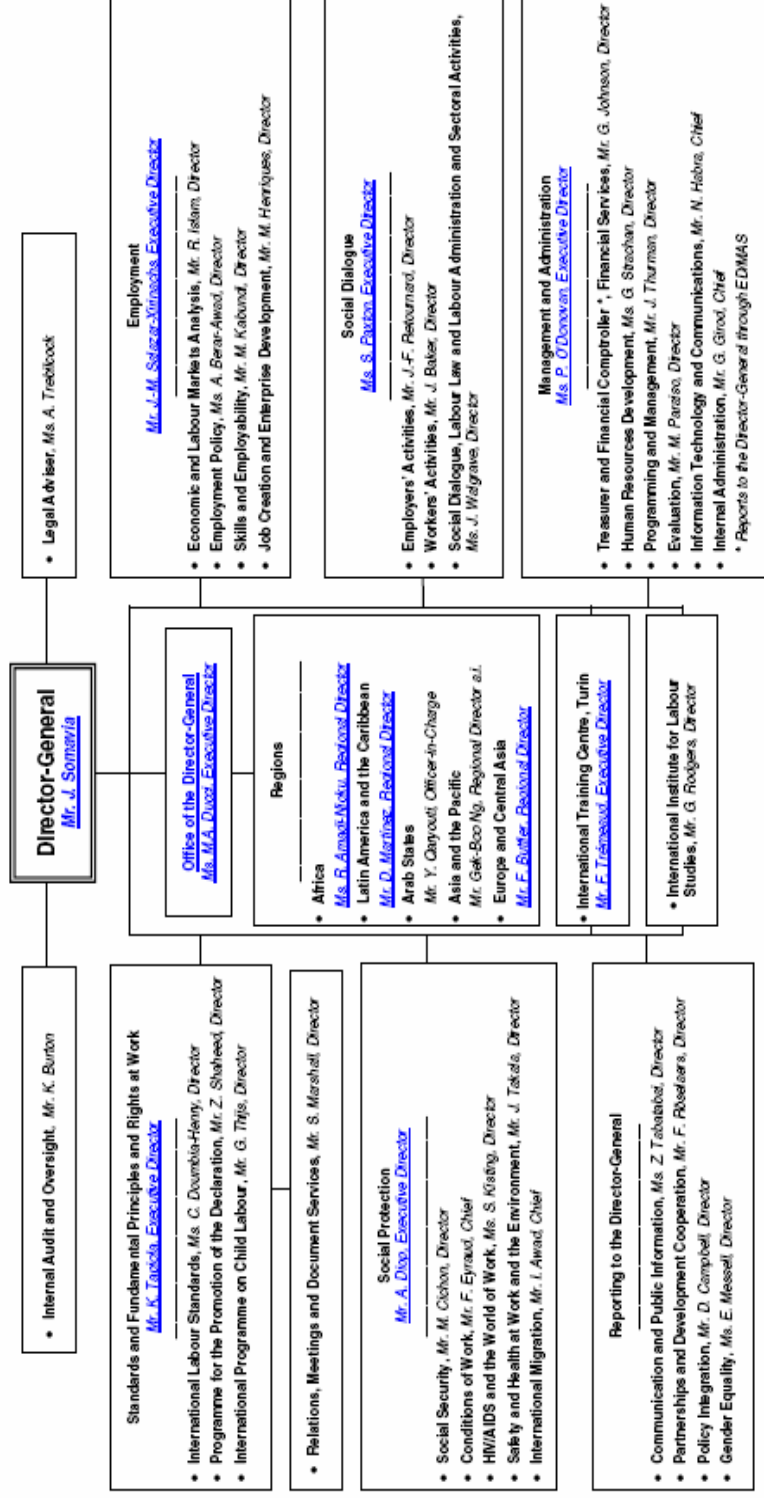 Director-General
Mr. J. Somavia
• Internal Audit and Oversight, Mr. K. Burton
• Legal Adviser, Ms. A. Trebilcock
Office of the Director-General
Ms. M.A. Ducci, Executive Director
Standards and Fundamental Principles and Rights at Work
Mr. K. Tapiola, Executive Director
• International Labour Standards, Ms. C. Doumbia-Henry, Director
• Programme for the Promotion of the Declaration, Mr. Z. Shaheed, Director
• International Programme on Child Labour, Mr. G. Thijs, Director
• Relations, Meetings and Document Services, Mr. S. Marshall, Director
Social Protection
Mr. A. Diop, Executive Director
• Social Security, Mr. M. Cichon, Director
• Conditions of Work, Mr. F. Eyraud, Chief
• HIV/AIDS and the World of Work, Ms. S. Kisting, Director
• Safety and Health at Work and the Environment, Mr. J. Takala, Director
• International Migration, Mr. I. Awad, Chief
Reporting to the Director-General
• Communication and Public Information, Ms. Z Tabatabai, Director
• Partnerships and Development Cooperation, Mr. F. Röselaers, Director
• Policy Integration, Mr. D. Campbell, Director
• Gender Equality, Ms. E. Messell, Director
Regions
• Africa
Ms. R. Amadi-Njoku, Regional Director
• Latin America and the Caribbean
Mr. D. Martinez, Regional Director
• Arab States
Mr. Y. Qaryouti, Officer-in-Charge
• Asia and the Pacific
Mr. Gek-Boo Ng, Regional Director a.i.
• Europe and Central Asia
Mr. F. Buttler, Regional Director
• International Training Centre, Turin
Mr. F. Trémeaud, Executive Director
• International Institute for Labour
Studies, Mr. G. Rodgers, Director
Employment
Mr. J.-M. Salazar-Xirinachs, Executive Director
• Economic and Labour Markets Analysis, Mr. R. Islam, Director
• Employment Policy, Ms. A. Berar-Awad, Director
• Skills and Employability, Mr. M. Kabundi, Director
• Job Creation and Enterprise Development, Mr. M. Henriques, Director
Social Dialogue
Ms. S. Paxton, Executive Director
• Employers' Activities, Mr. J.-F. Retournard, Director
• Workers' Activities, Mr. J. Baker, Director
• Social Dialogue, Labour Law and Labour Administration and Sectoral Activities,
Ms. J. Walgrave, Director
Management and Administration
Ms. P. O'Donovan, Executive Director
• Treasurer and Financial Comptroller *, Financial Services, Mr. G. Johnson, Director
• Human Resources Development, Ms. G. Strachan, Director
• Programming and Management, Mr. J. Thurman, Director
• Evaluation, Mr. M. Paratso, Director
• Information Technology and Communications, Mr. N. Habra, Chief
• Internal Administration, Mr. G. Girod, Chief
* Reports to the Director-General through ED/MAS